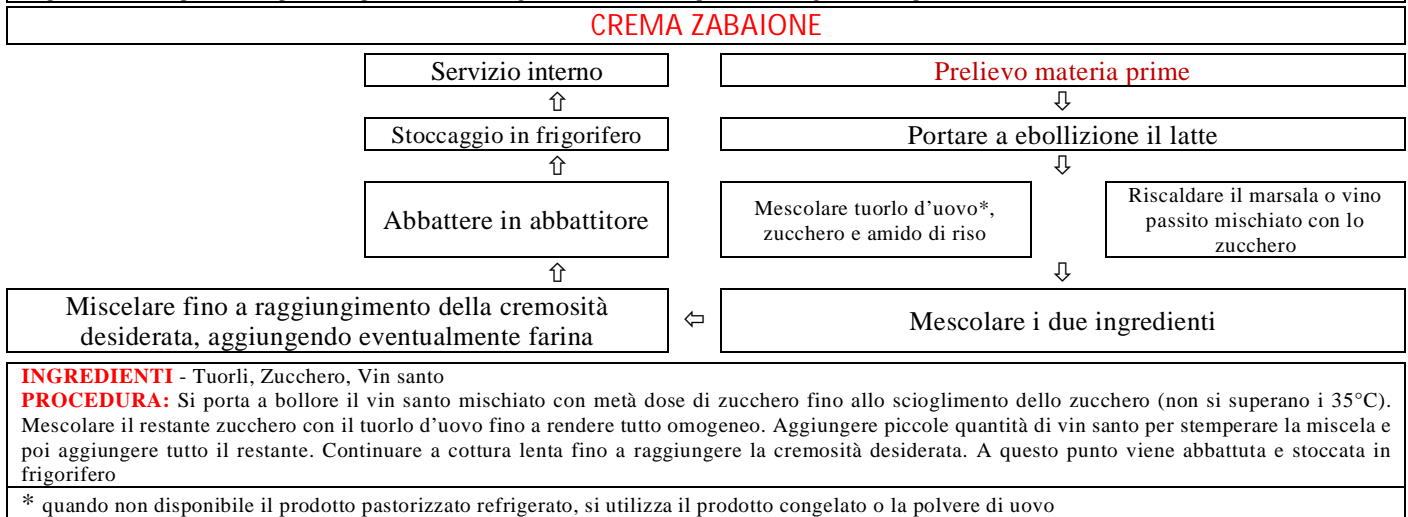 CREMA ZABAIONE
Servizio interno
Prelievo materia prime
⇧
⇩
Stoccaggio in frigorifero
Portare a ebollizione il latte
⇧
⇩
Abbattere in abbattitore
Mescolare tuorlo d’uovo*,
zucchero e amido di riso
Riscaldare il marsala o vino
passito mischiato con lo
zucchero
⇧
⇩
Miscelare fino a raggiungimento della cremosità
desiderata, aggiungendo eventualmente farina
⇦
Mescolare i due ingredienti
INGREDIENTI - Tuorli, Zucchero, Vin santo
PROCEDURA: Si porta a bollore il vin santo mischiato con metà dose di zucchero fino allo scioglimento dello zucchero (non si superano i 35°C).
Mescolare il restante zucchero con il tuorlo d’uovo fino a rendere tutto omogeneo. Aggiungere piccole quantità di vin santo per stemperare la miscela e
poi aggiungere tutto il restante. Continuare a cottura lenta fino a raggiungere la cremosità desiderata. A questo punto viene abbattuta e stoccata in
frigorifero
* quando non disponibile il prodotto pastorizzato refrigerato, si utilizza il prodotto congelato o la polvere di uovo